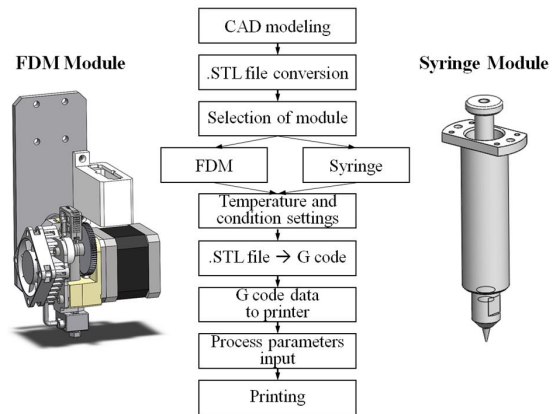 CAD modeling
FDM Module
.STL file conversion
Syringe Module
Selection of module
FDM
Syringe
Temperature and
condition settings
.STL file → G code
G code data
to printer
Process parameters
input
Printing